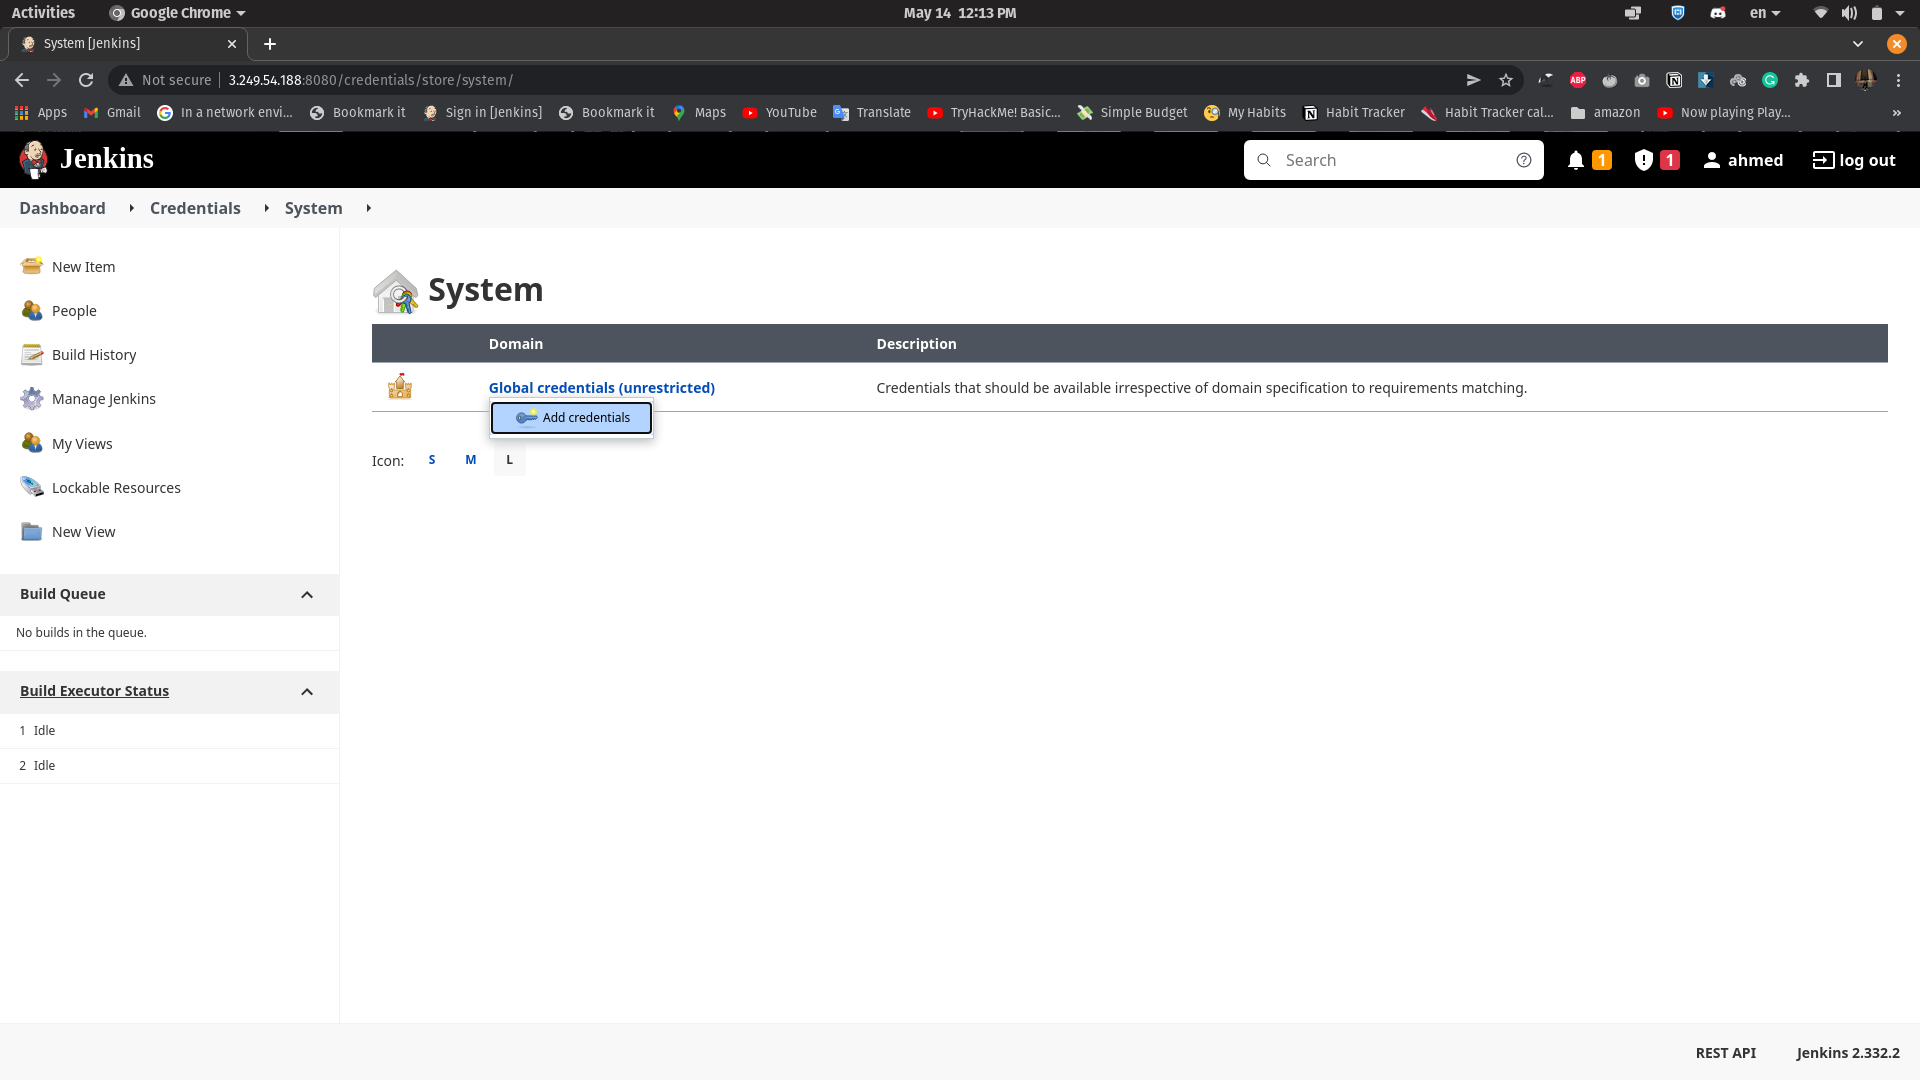 Activities Google Chrome May 14 12:13 PM en
System [Jenkins]
Not secure 3.249.54.188:8080/credentials/store/system/ ABP
Apps Gmail In a network envi... Bookmark it Sign in [Jenkins] Bookmark it Maps YouTube Translate TryHackMe! Basic... Simple Budget My Habits Habit Tracker Habit Tracker cal... amazon Now playing Play... »
Jenkins Search 1 1 ahmed log out
Dashboard Credentials System
New Item
People
Build History
Manage Jenkins
My Views
Lockable Resources
New View
Build Queue
No builds in the queue.
Build Executor Status
1 Idle
2 Idle
System
Domain Description
Global credentials (unrestricted) Credentials that should be available irrespective of domain specification to requirements matching.
Add credentials
Icon: S M L
REST API Jenkins 2.332.2